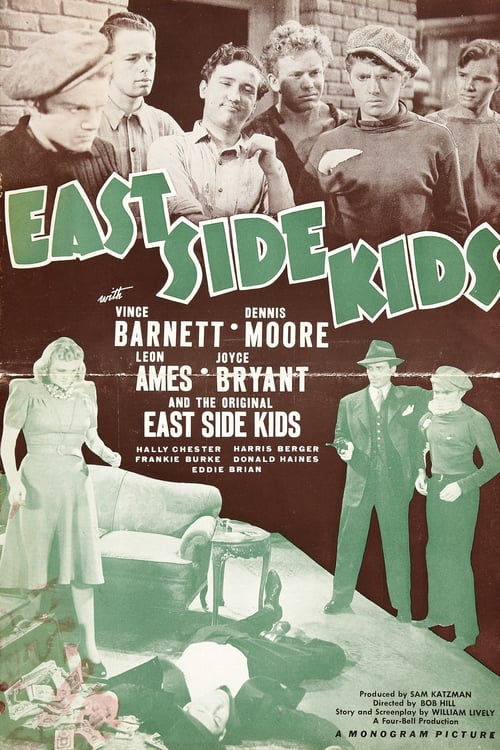 EAST SIDE KIDS
with
VINCE DENNIS
BARNETT • MOORE
LEON JOYCE
AMES • BRYANT
AND THE ORIGINAL
EAST SIDE KIDS
HALLY CHESTER HARRIS BERGER
FRANKIE BURKE DONALD HAINES
EDDIE BRIAN
Produced by SAM KATZMAN
Directed by BOB HILL
Story and Screenplay by WILLIAM LIVELY
A Four-Bell Production
A MONOGRAM PICTURE